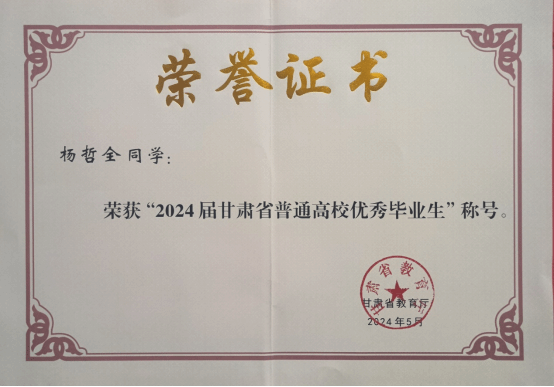 荣誉证书
杨哲全同学：
荣获“2024届甘肃省普通高校优秀毕业生”称号。
甘肃省教育厅
甘肃省教育厅
2024年5月